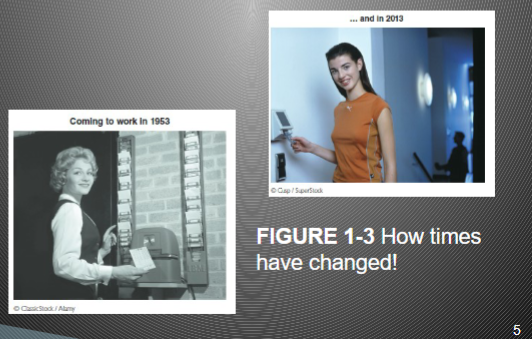 ... and in 2013
© Cusp / SuperStock
Coming to work in 1953
© ClassicStock / Alamy
FIGURE 1-3 How times
have changed!
5